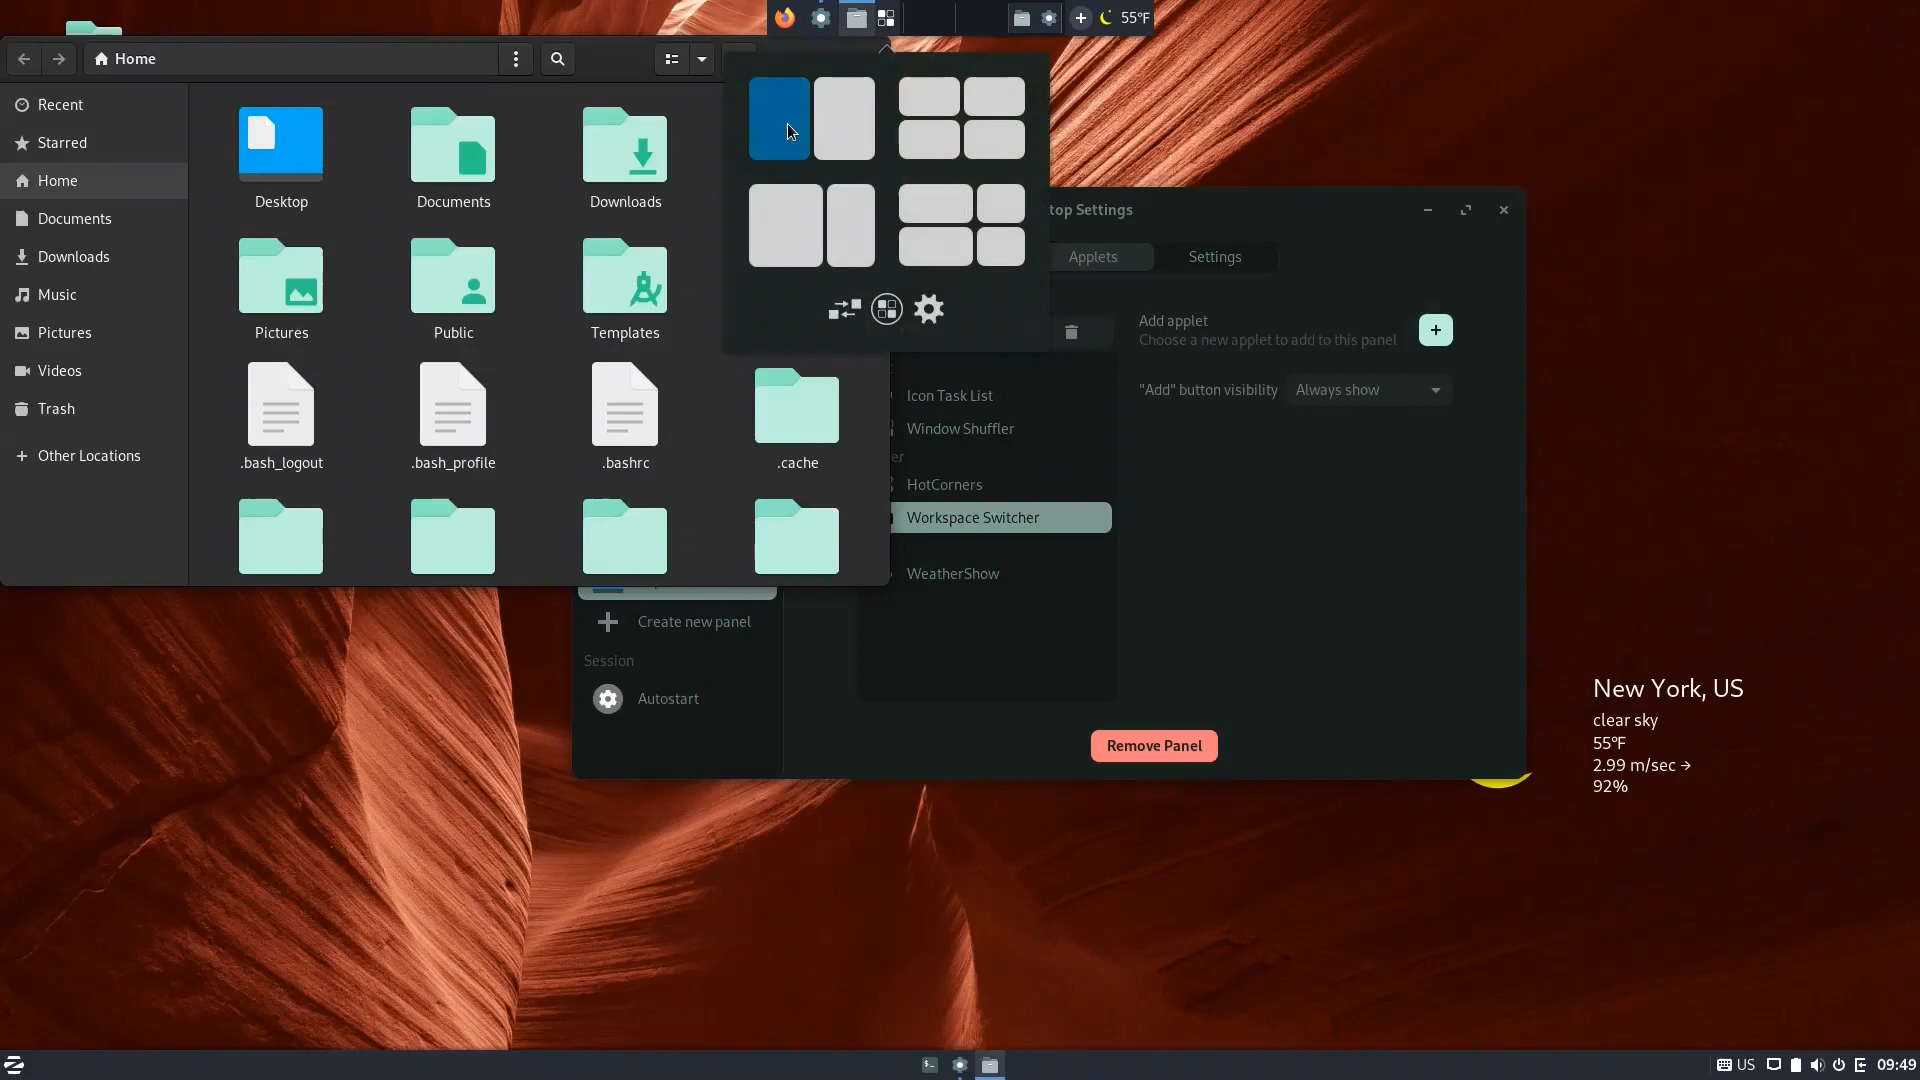 55°F
Home
Recent
Starred
Home
Documents
Downloads
Music
Pictures
Videos
Trash
Other Locations
Desktop
Documents
Downloads
Pictures
Public
Templates
.bash_logout
.bash_profile
.bashrc
.cache
top Settings
Applets
Settings
Add applet
Choose a new applet to add to this panel
"Add" button visibility
Always show
Icon Task List
Window Shuffler
er
HotCorners
Workspace Switcher
WeatherShow
Create new panel
Session
Autostart
Remove Panel
New York, US
clear sky
55°F
2.99 m/sec →
92%
US
09:49